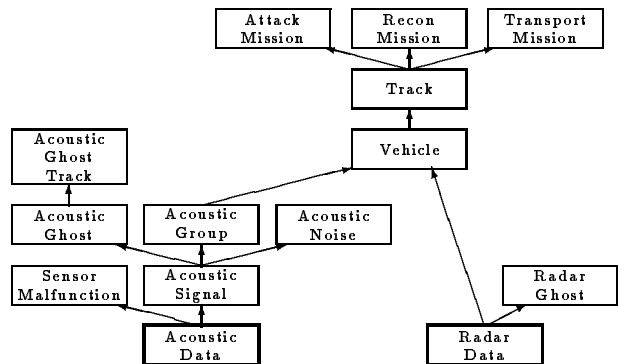 Attack
Mission
Recon
Mission
Transport
Mission
Track
Vehicle
Acoustic
Ghost
Track
Acoustic
Ghost
Acoustic
Group
Acoustic
Noise
Sensor
Malfunction
Acoustic
Signal
Radar
Ghost
Acoustic
Data
Radar
Data